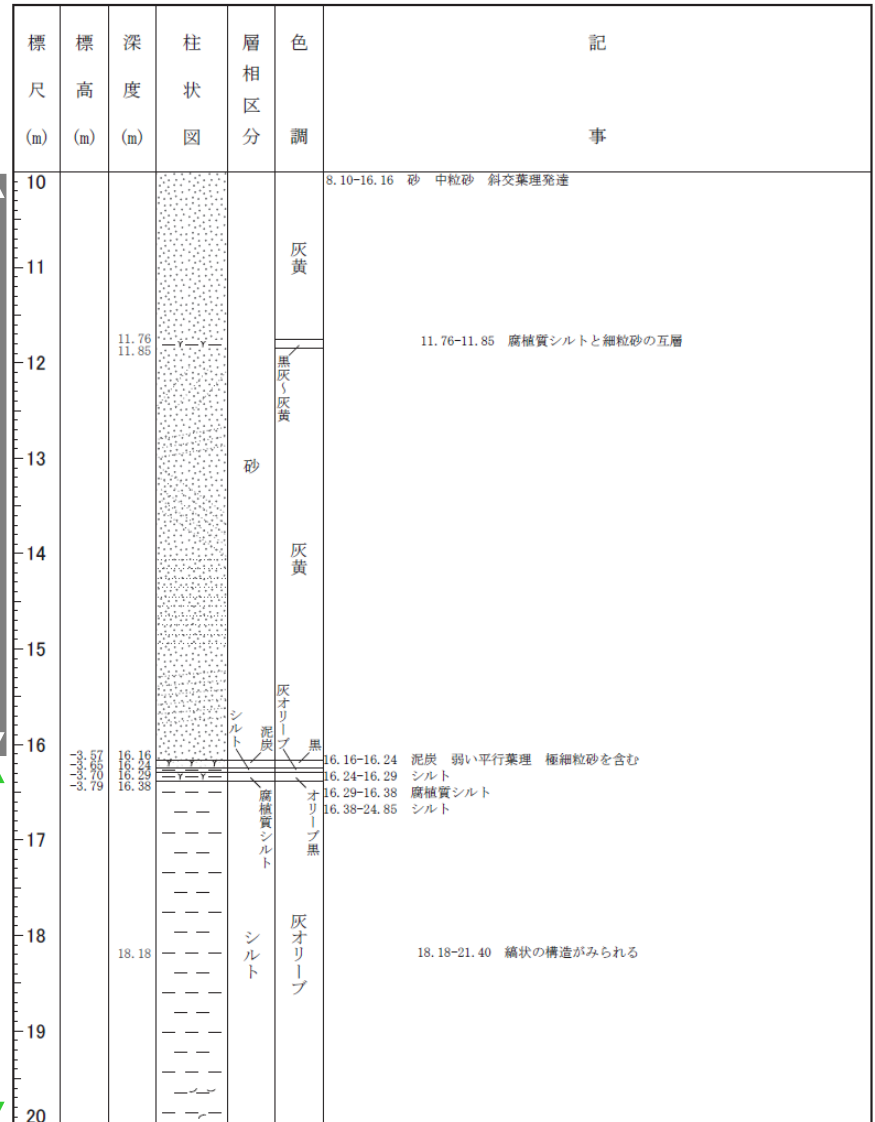 標尺(m)
標高(m)
深度(m)
柱状図
層相区分
色調
記事
10
8.10-16.16 砂 中粒砂 斜交葉理発達
灰黄
11
11.76
11.85
11.76-11.85 腐植質シルトと細粒砂の互層
12
黒灰～灰黄
13
砂
14
灰黄
15
シルト
泥炭
灰オリーブ
黒
16
-3.57 16.16
-3.65 16.24
-3.70 16.29
-3.79 16.38
16.16-16.24 泥炭 弱い平行葉理 極細粒砂を含む
16.24-16.29 シルト
16.29-16.38 腐植質シルト
16.38-24.85 シルト
腐植質シルト
オリーブ黒
17
18
シルト
灰オリーブ
18.18
18.18-21.40 縞状の構造がみられる
19
20